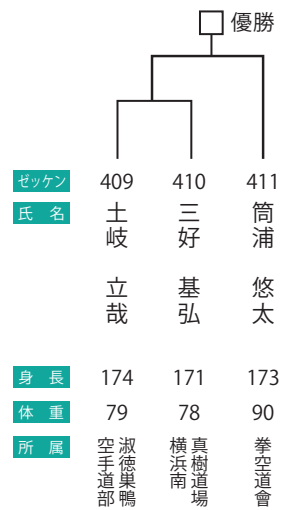 優勝
ゼッケン 409 410 411
氏 名 土岐 立哉 三好 基弘 筒浦 悠太
身 長 174 171 173
体 重 79 78 90
所 属 淑徳巣鴨空手道部 真樹道場横浜南 拳空道會